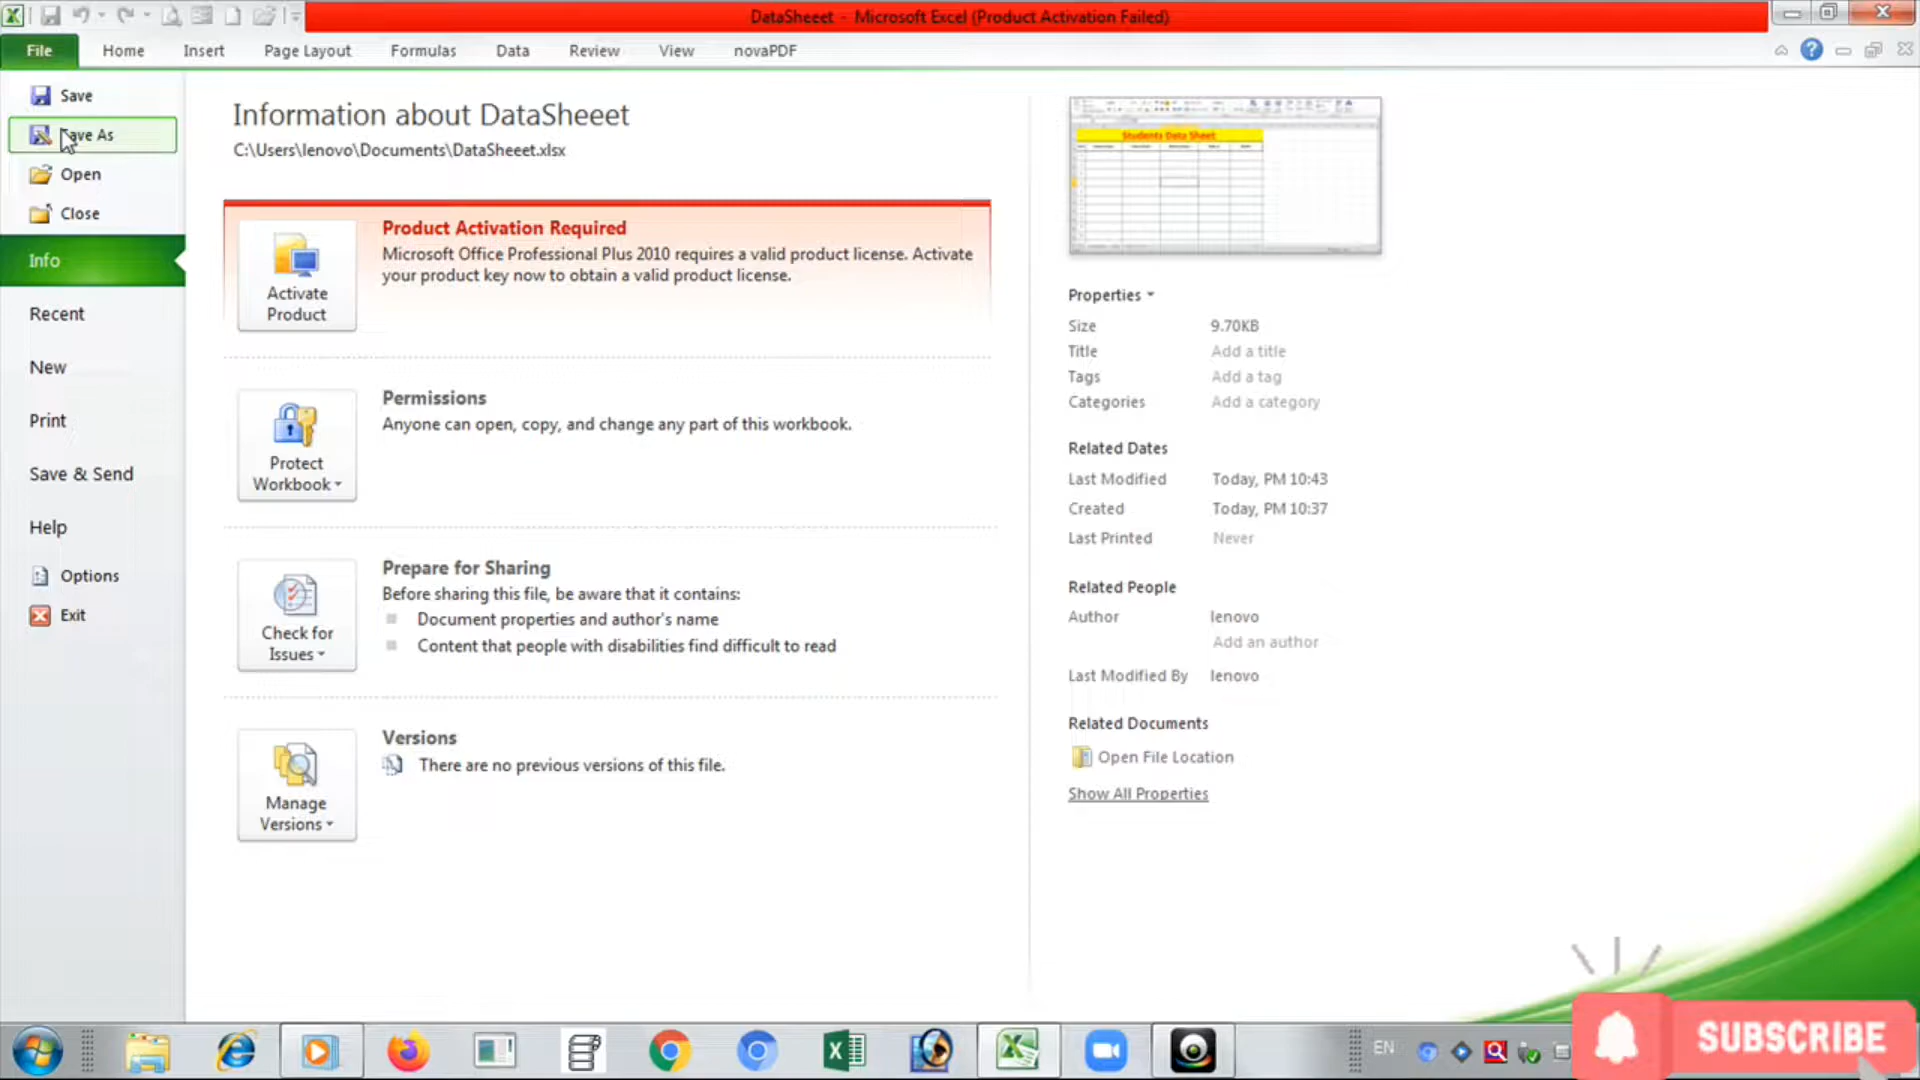 DataSheeet - Microsoft Excel (Product Activation Failed)
File Home Insert Page Layout Formulas Data Review View novaPDF
Save
Save As
Open
Close
Info
Recent
New
Print
Save & Send
Help
Options
Exit
Information about DataSheeet
C:\Users\lenovo\Documents\DataSheeet.xlsx
Activate
Product
Product Activation Required
Microsoft Office Professional Plus 2010 requires a valid product license. Activate
your product key now to obtain a valid product license.
Protect
Workbook
Permissions
Anyone can open, copy, and change any part of this workbook.
Check for
Issues
Prepare for Sharing
Before sharing this file, be aware that it contains:
Document properties and author's name
Content that people with disabilities find difficult to read
Manage
Versions
Versions
There are no previous versions of this file.
Students Data Sheet
Properties
Size 9.70KB
Title Add a title
Tags Add a tag
Categories Add a category
Related Dates
Last Modified Today, PM 10:43
Created Today, PM 10:37
Last Printed Never
Related People
Author lenovo
Add an author
Last Modified By lenovo
Related Documents
Open File Location
Show All Properties
EN
SUBSCRIBE